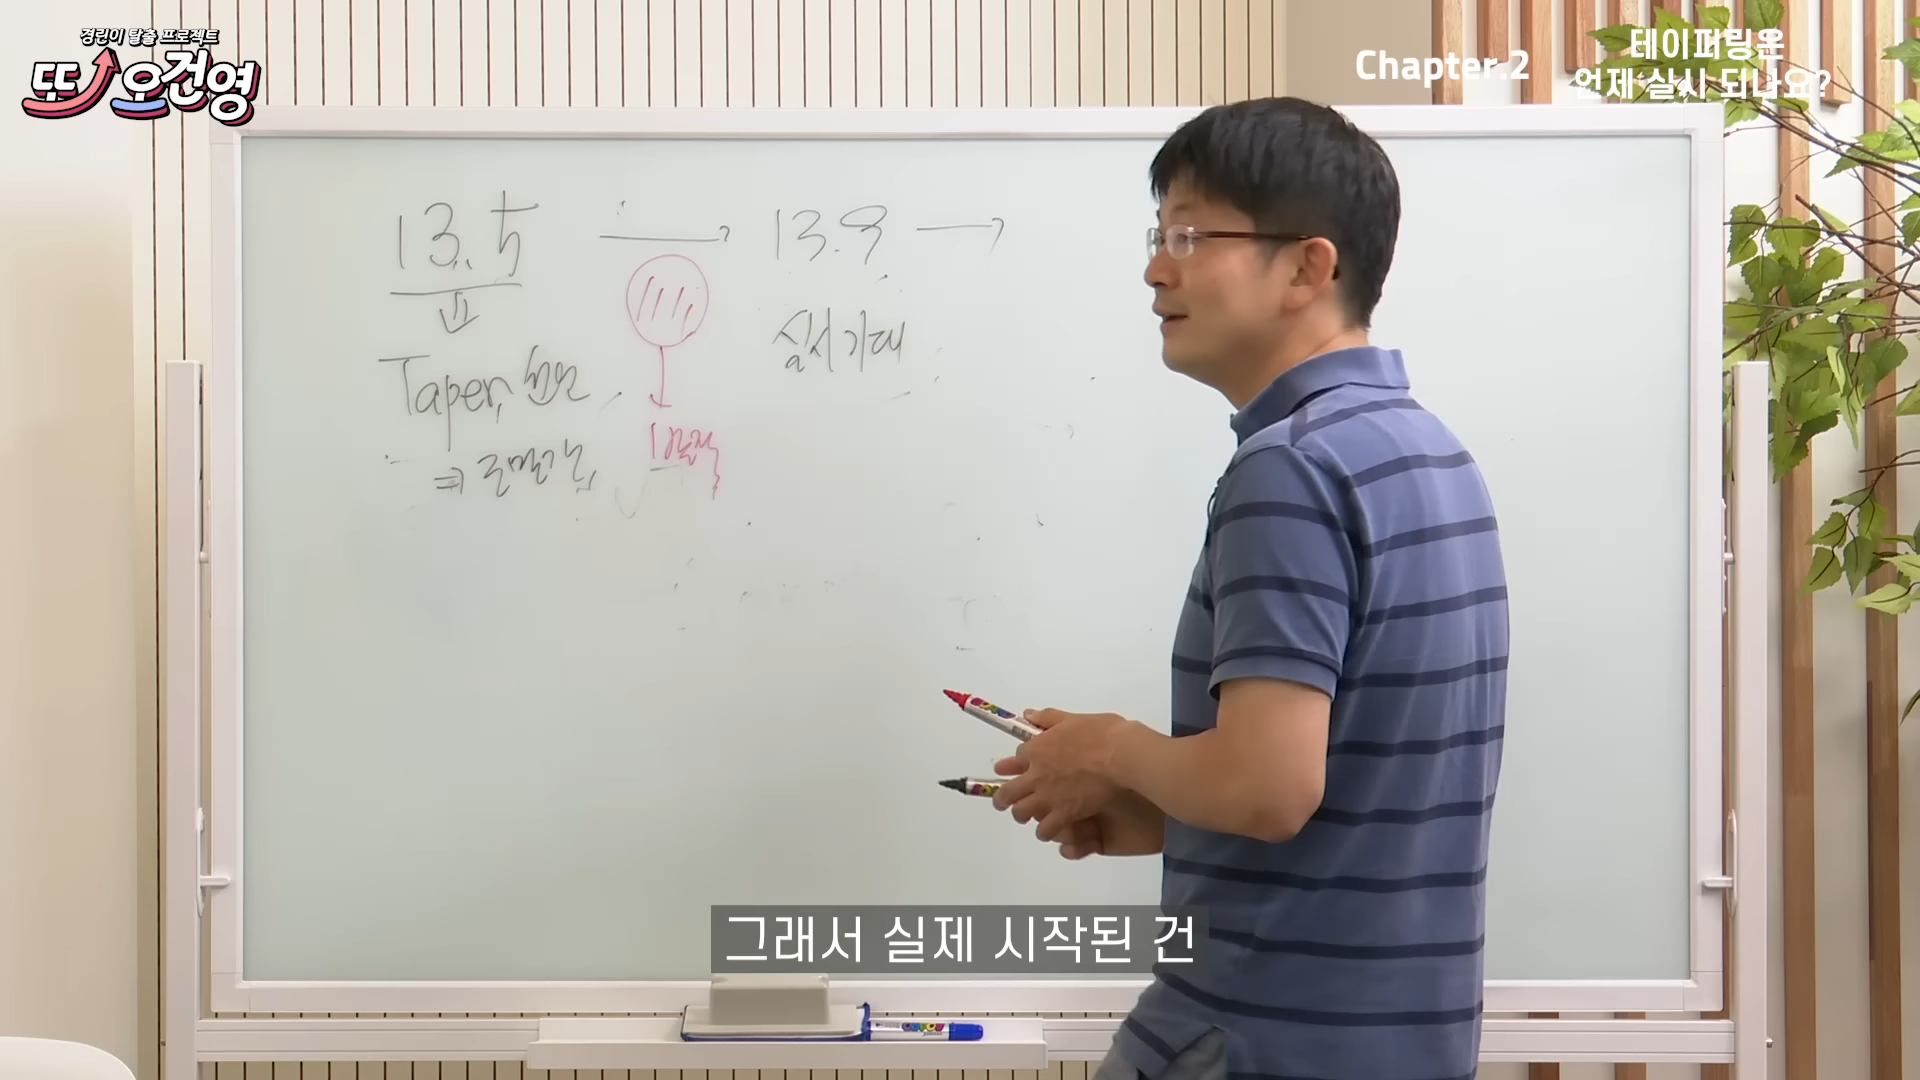 경린이 탈출 프로젝트
또 오건영
Chapter.2
테이퍼링은
언제 실시 되나요?
13.5
13.9
실시기대
Taper
그래서 실제 시작된 건